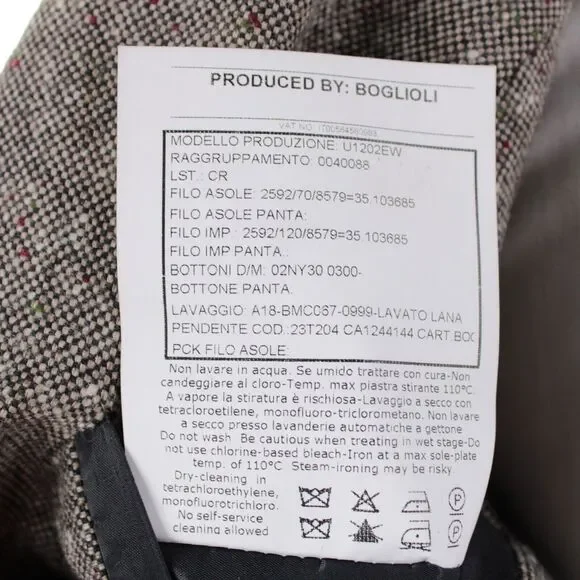 PRODUCED BY: BOGLIOLI
VAT NO.
MODELLO PRODUZIONE: U1202EW
RAGGRUPPAMENTO: 0040088
LST.: CR
FILO ASOLE: 2592/70/8579=35.103685
FILO ASOLE PANTA:
FILO IMP.: 2592/120/8579=35.103685
FILO IMP PANTA.:
BOTTONI D/M: 02NY30 0300-
BOTTONE PANTA:
LAVAGGIO: A18-BMC087-0999-LAVATO LANA
PENDENTE COD.:23T204 CA1244144 CART.BOG
PCK FILO ASOLE:
Non lavare in acqua. Se umido trattare con cura-Non
candeggiare al cloro-Temp. max piastra stirante 110°C.
A vapore la stiratura è rischiosa-Lavaggio a secco con
tetracloroetilene, monofluoro-triclorometano. Non lavare
a secco presso lavanderie automatiche a gettone
Do not wash. Be cautious when treating in wet stage-Do
not use chlorine-based bleach-Iron at a max sole-plate
temp. of 110°C Steam-ironing may be risky.
Dry-cleaning in
tetrachloroethylene,
monofluorotrichloro.
No self-service
cleaning allowed
P
P